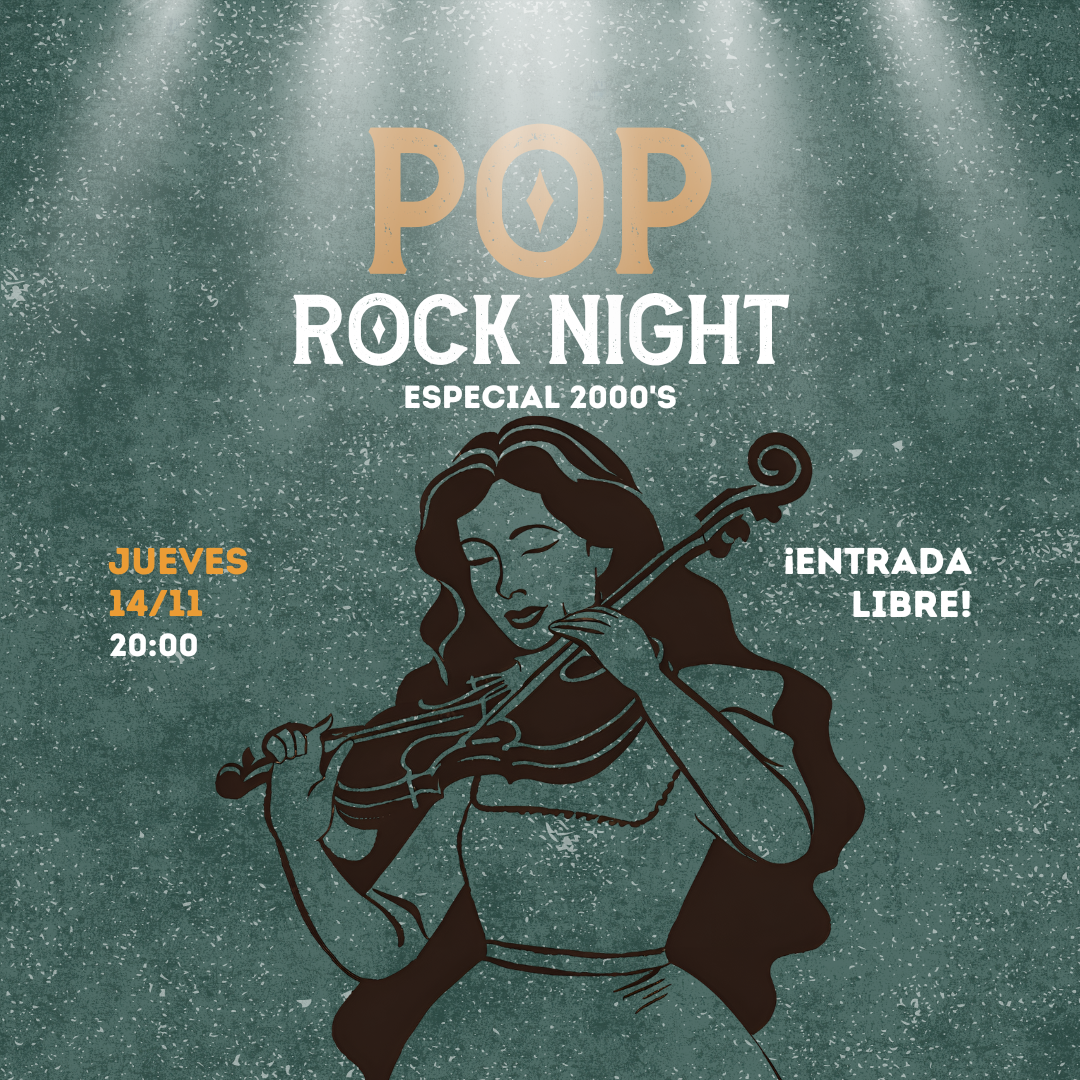 POP
ROCK NIGHT
ESPECIAL 2000'S
JUEVES
14/11
20:00
¡ENTRADA
LIBRE!